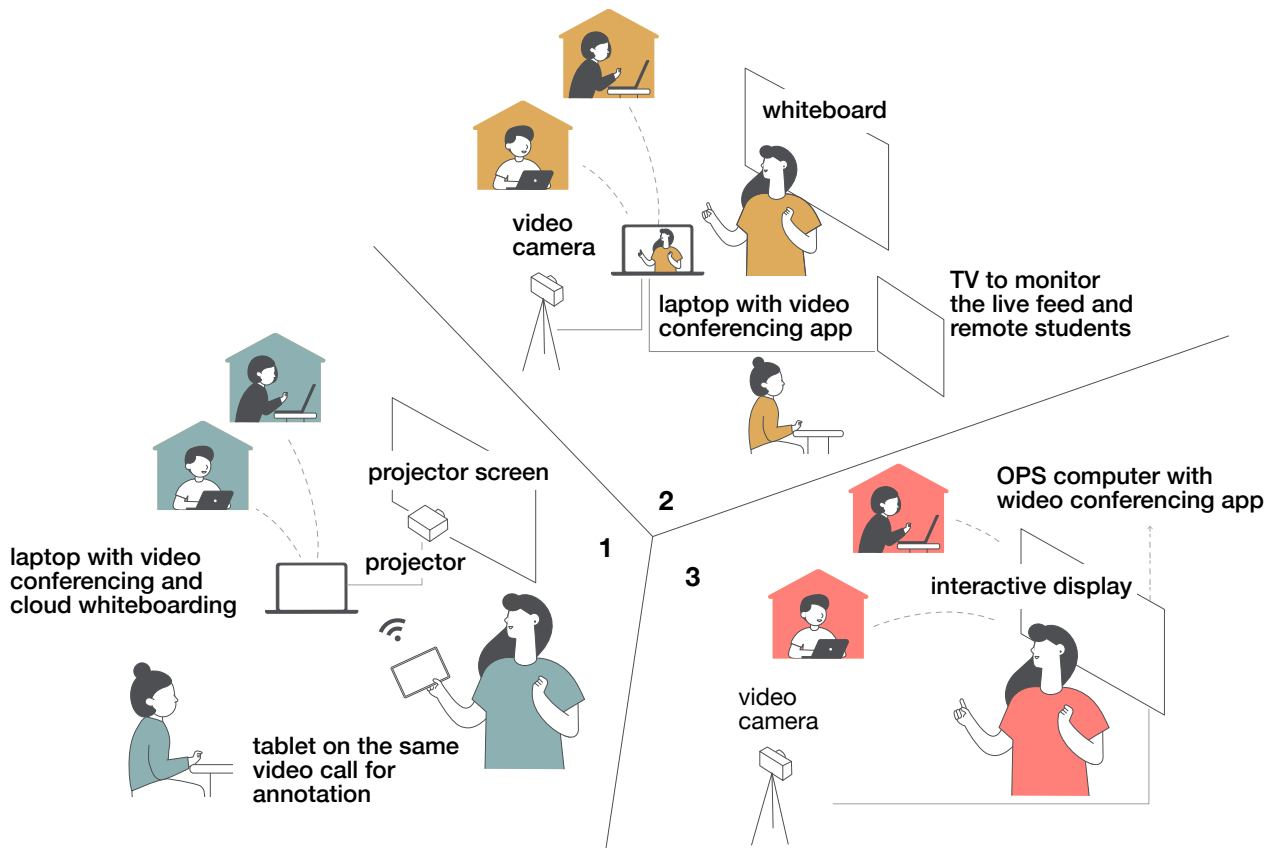 whiteboard
video
camera
TV to monitor
the live feed and
remote students
laptop with video
conferencing app
2
projector screen
projector
1
laptop with video
conferencing and
cloud whiteboarding
tablet on the same
video call for
annotation
3
OPS computer with
wideo conferencing app
interactive display
video
camera